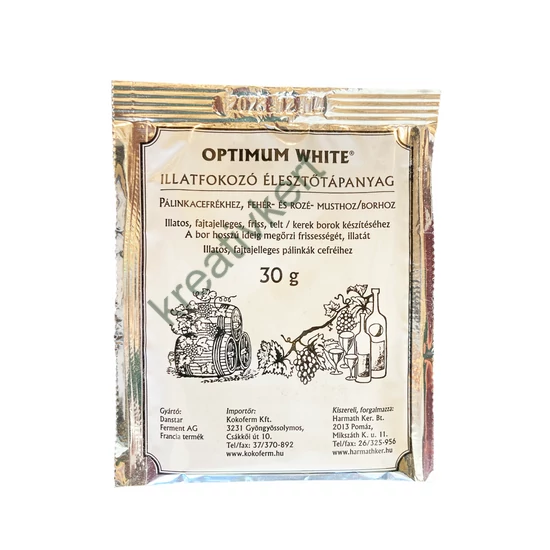 OPTIMUM WHITE®
ILLATFOKOZÓ ÉLESZTŐTÁPANYAG
PÁLINKACEFRÉKHEZ, FEHÉR- ÉS ROZÉ- MUSTHOZ/BORHOZ
Illatos, fajtajelleges, friss, telt / kerek borok készítéséhez
A bor hosszú ideig megőrzi frissességét, illatát
Illatos, fajtajelleges pálinkák cefréihez
30 g
kreativkert
Gyártó:
Danstar
Ferment AG
Francia termék
Importőr:
Kokoferm Kft.
3231 Gyöngyössolymos,
Csákkői út 10.
Tel/fax: 37/370-892
www.kokoferm.hu
Kiszereli, forgalmazza:
Harmath Ker. Bt.
2013 Pomáz,
Mikszáth K. u. 11.
Tel/fax: 26/325-956
www.harmathker.hu